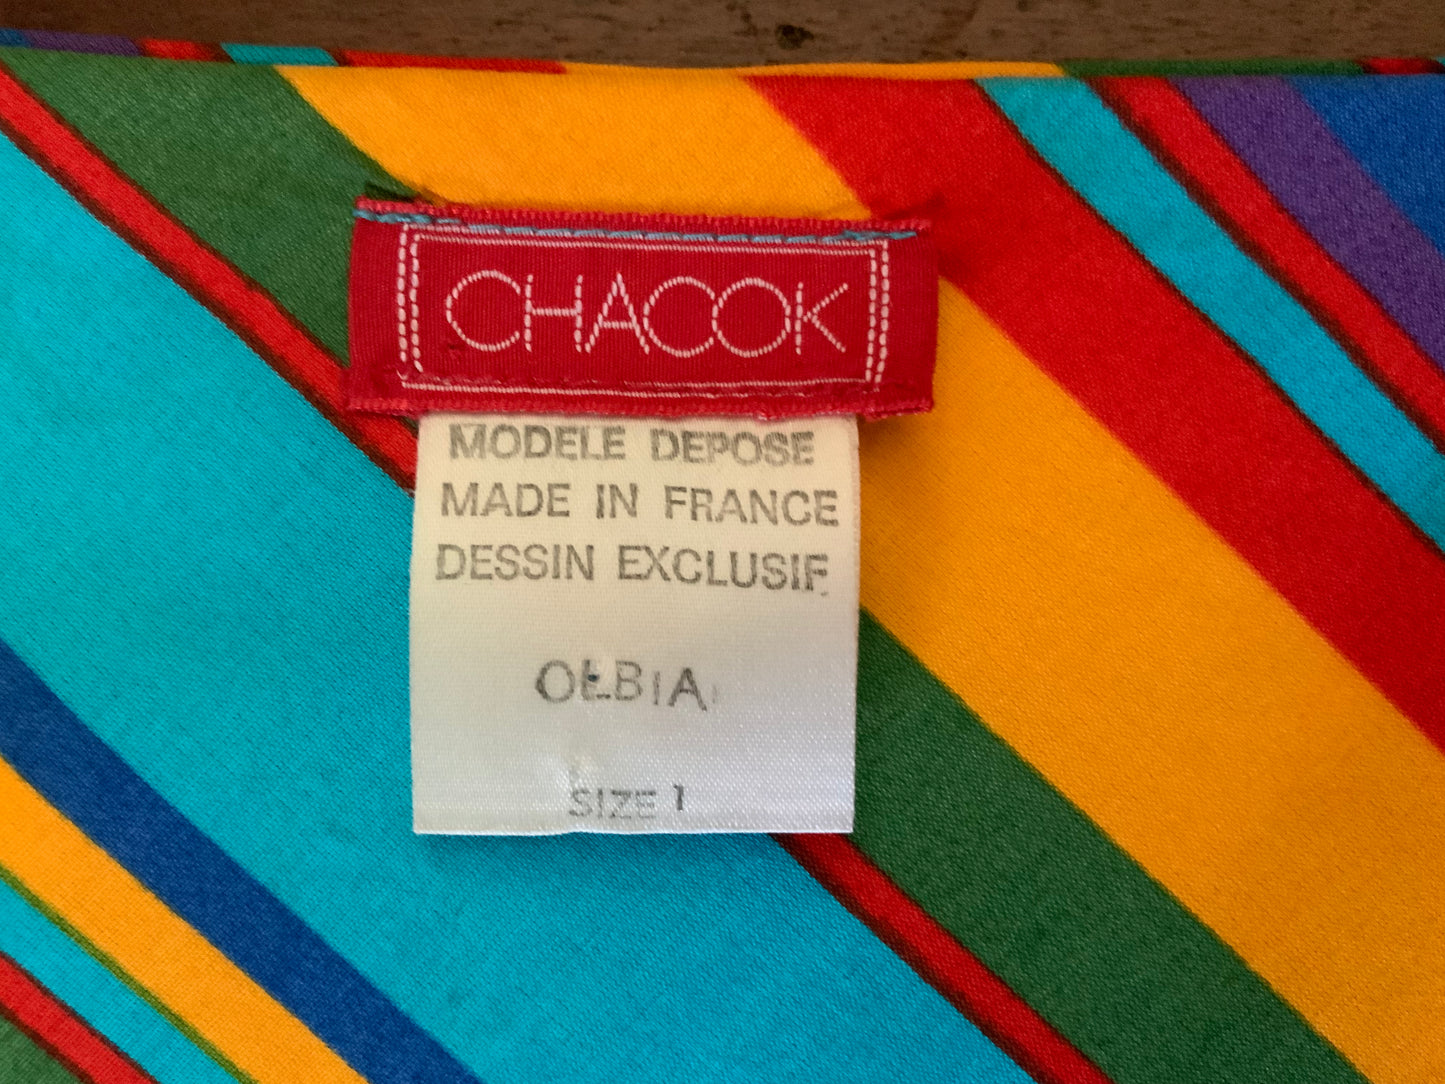 CHACOK
MODELE DEPOSE
MADE IN FRANCE
DESSIN EXCLUSIF
OLBIA
SIZE 1